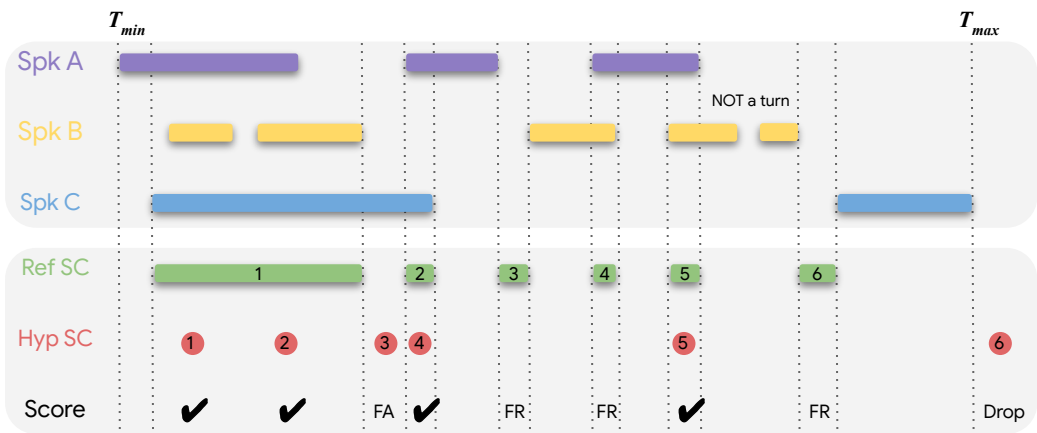 T_min T_max
Spk A
NOT a turn
Spk B
Spk C
Ref SC 1 2 3 4 5 6
Hyp SC 1 2 3 4 5 6
Score ✔ ✔ FA ✔ FR FR ✔ FR Drop